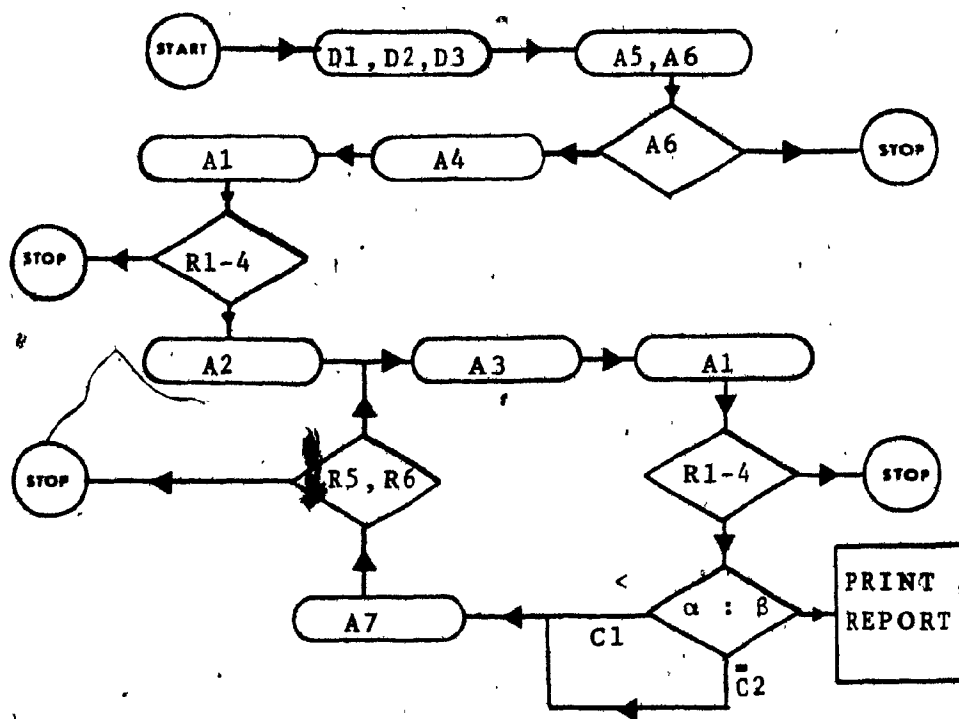 START
D1,D2,D3
A5,A6
A1
A4
A6
STOP
STOP
R1-4
A2
A3
A1
STOP
R5,R6
R1-4
STOP
<
α : β
PRINT
REPORT
A7
C1
=
C2